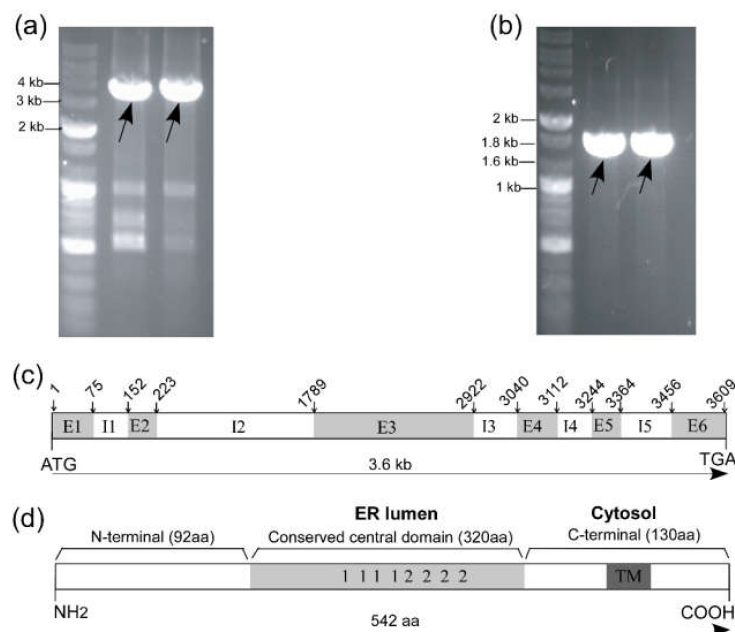 (a)
4 kb
3 kb
2 kb
(b)
2 kb
1.8 kb
1.6 kb
1 kb
(c)
1 75 152 223 1789 2922 3040 3112 3244 3364 3456 3609
E1 I1 E2 I2 E3 I3 E4 I4 E5 I5 E6
ATG 3.6 kb TGA
(d)
ER lumen Cytosol
N-terminal (92aa) Conserved central domain (320aa) C-terminal (130aa)
1 1 1 1 2 2 2 2 TM
NH2 542 aa COOH